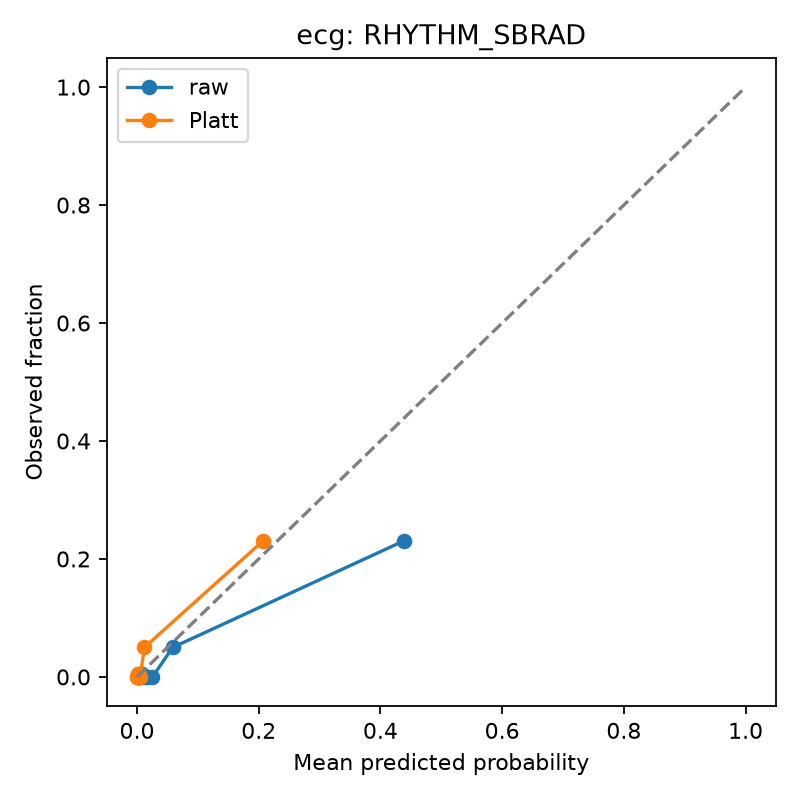 ecg: RHYTHM_SBRAD
raw
Platt
1.0
0.8
0.6
0.4
0.2
0.0
Observed fraction
0.0 0.2 0.4 0.6 0.8 1.0
Mean predicted probability